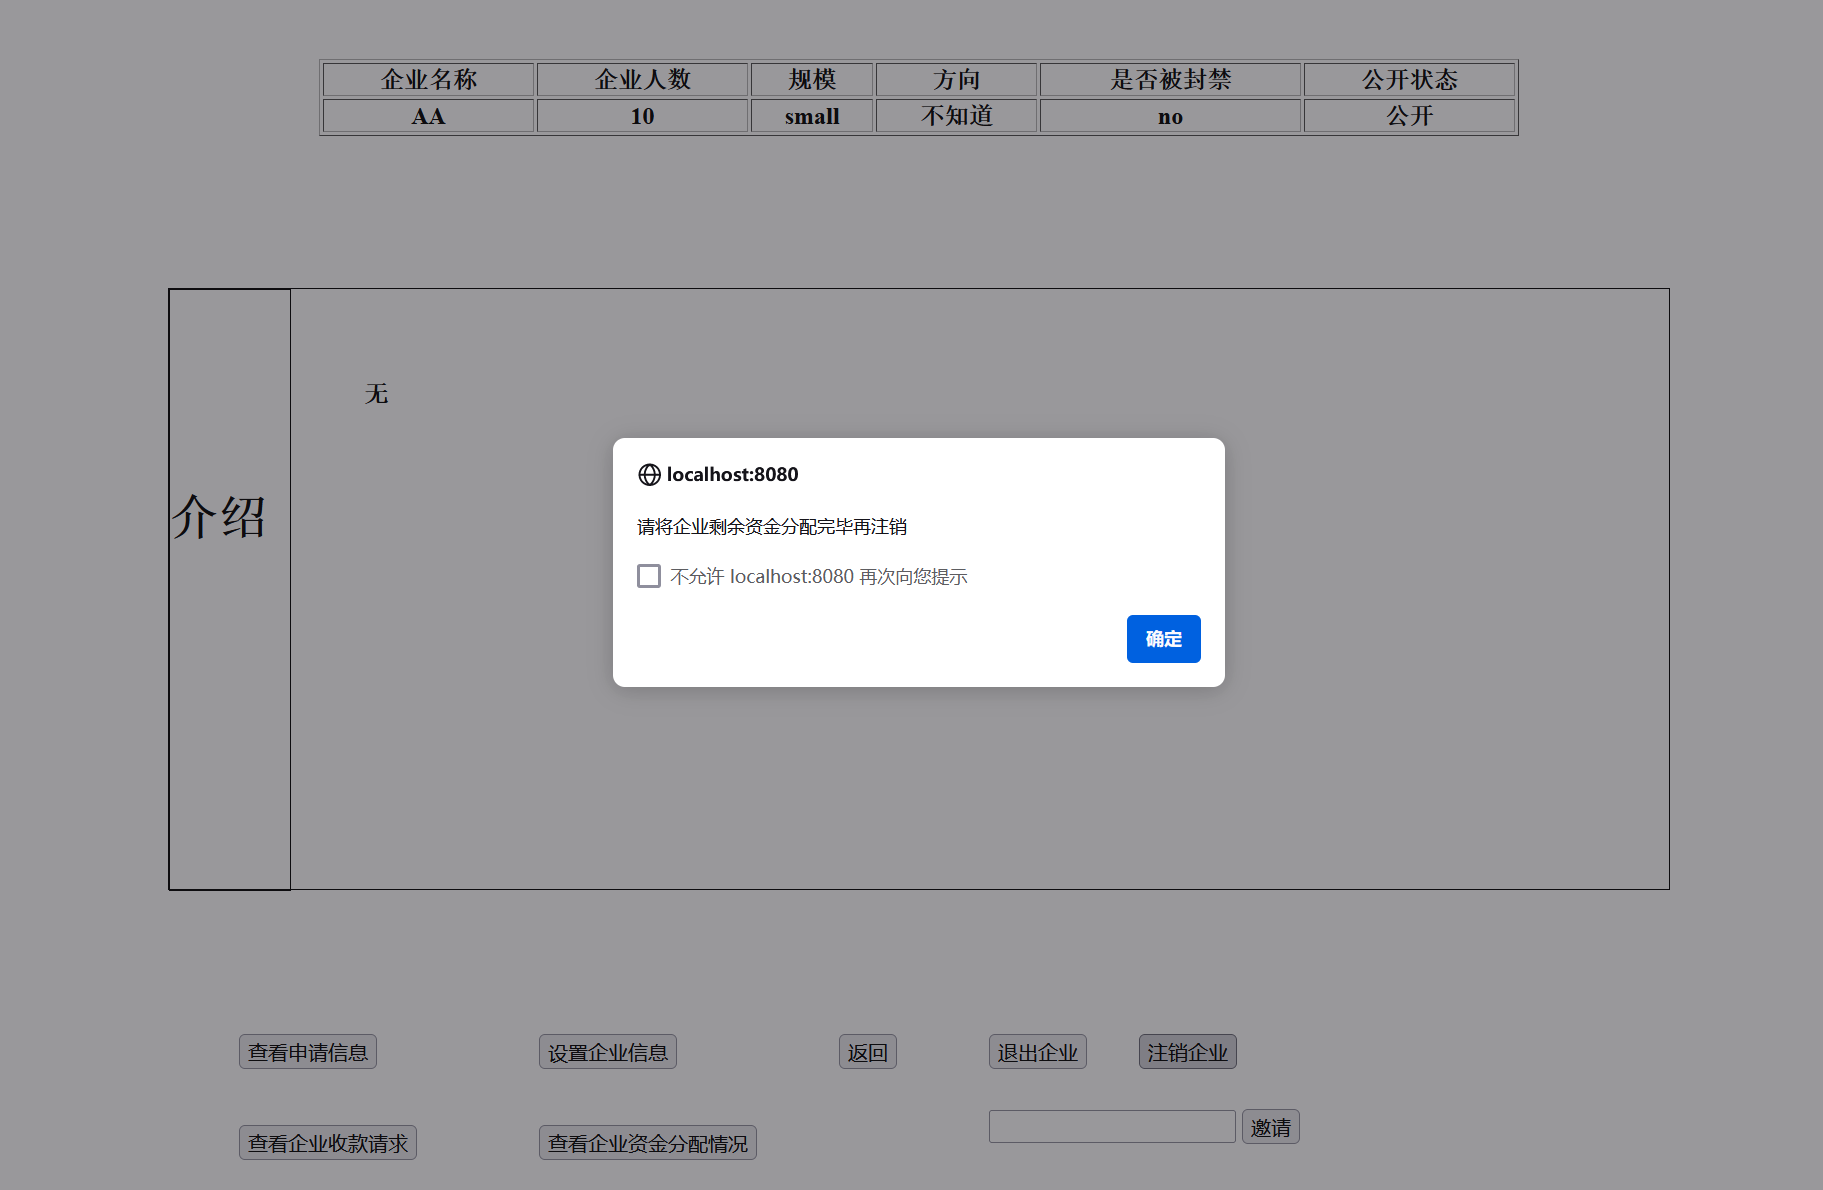 企业名称 企业人数 规模 方向 是否被封禁 公开状态
AA 10 small 不知道 no 公开
无
介绍
localhost:8080
请将企业剩余资金分配完毕再注销
不允许 localhost:8080 再次向您提示
确定
查看申请信息 设置企业信息 返回 退出企业 注销企业
查看企业收款请求 查看企业资金分配情况 邀请